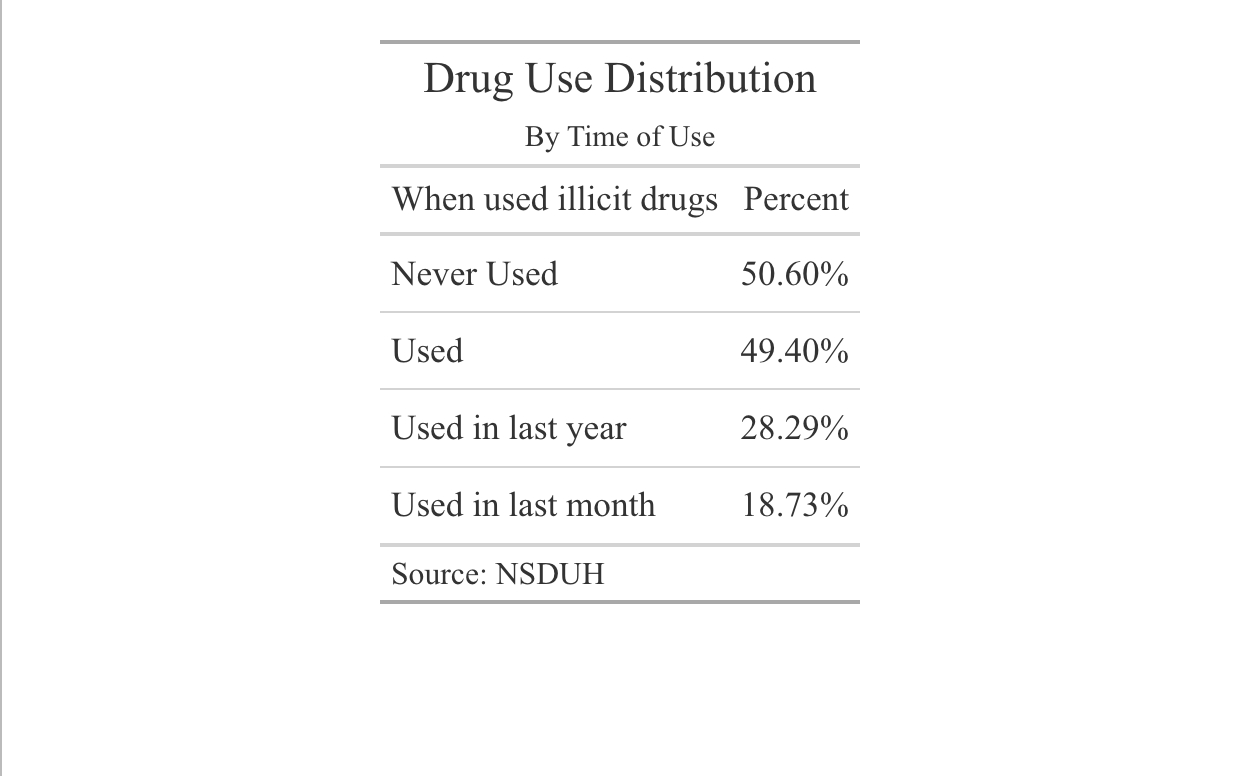 Drug Use Distribution
By Time of Use
When used illicit drugs Percent
Never Used 50.60%
Used 49.40%
Used in last year 28.29%
Used in last month 18.73%
Source: NSDUH